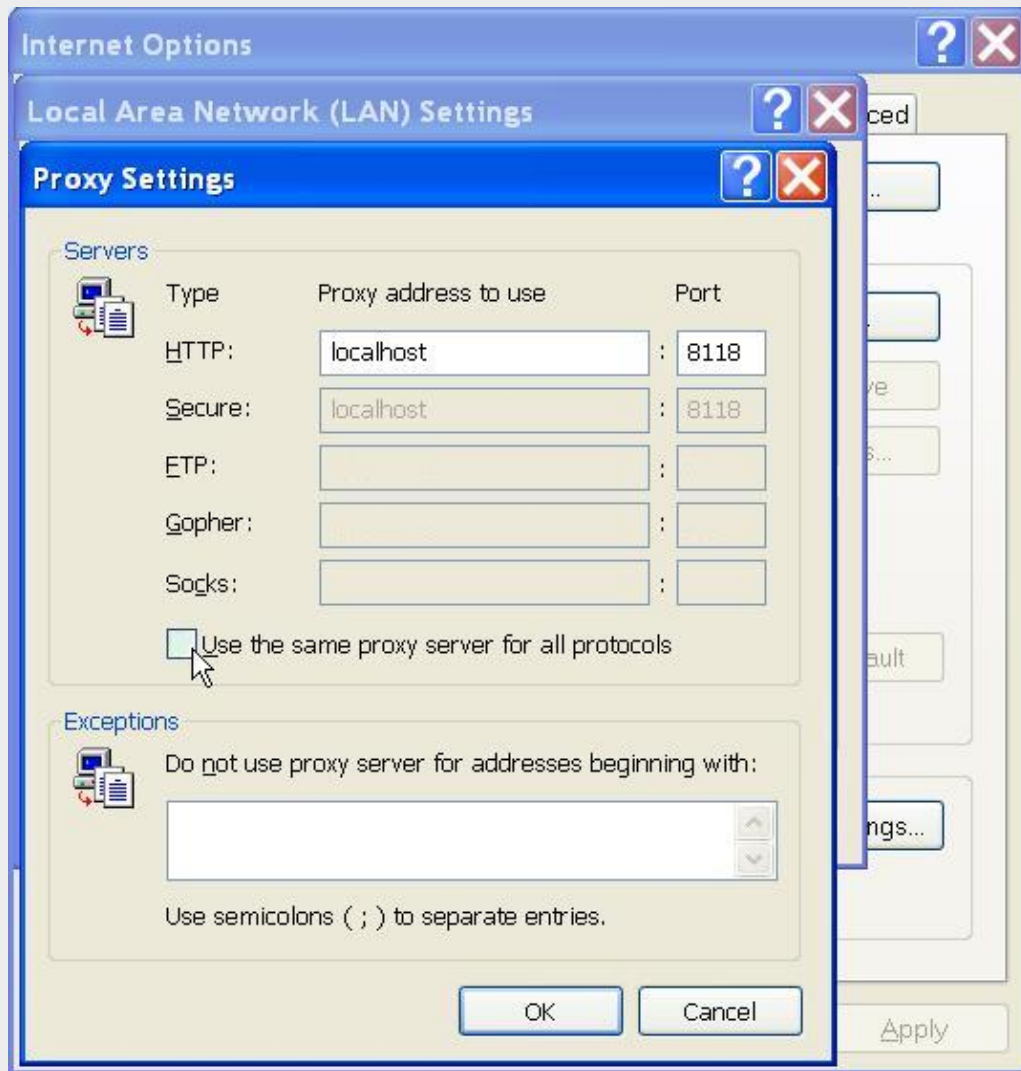 Internet Options
Local Area Network (LAN) Settings
ced
Proxy Settings
..
Servers
Type Proxy address to use Port
.
HTTP: localhost : 8118
ve
Secure: localhost : 8118
s...
FTP: :
Gopher: :
Socks: :
Use the same proxy server for all protocols
ault
Exceptions
Do not use proxy server for addresses beginning with:
ngs...
Use semicolons ( ; ) to separate entries.
OK Cancel
Apply